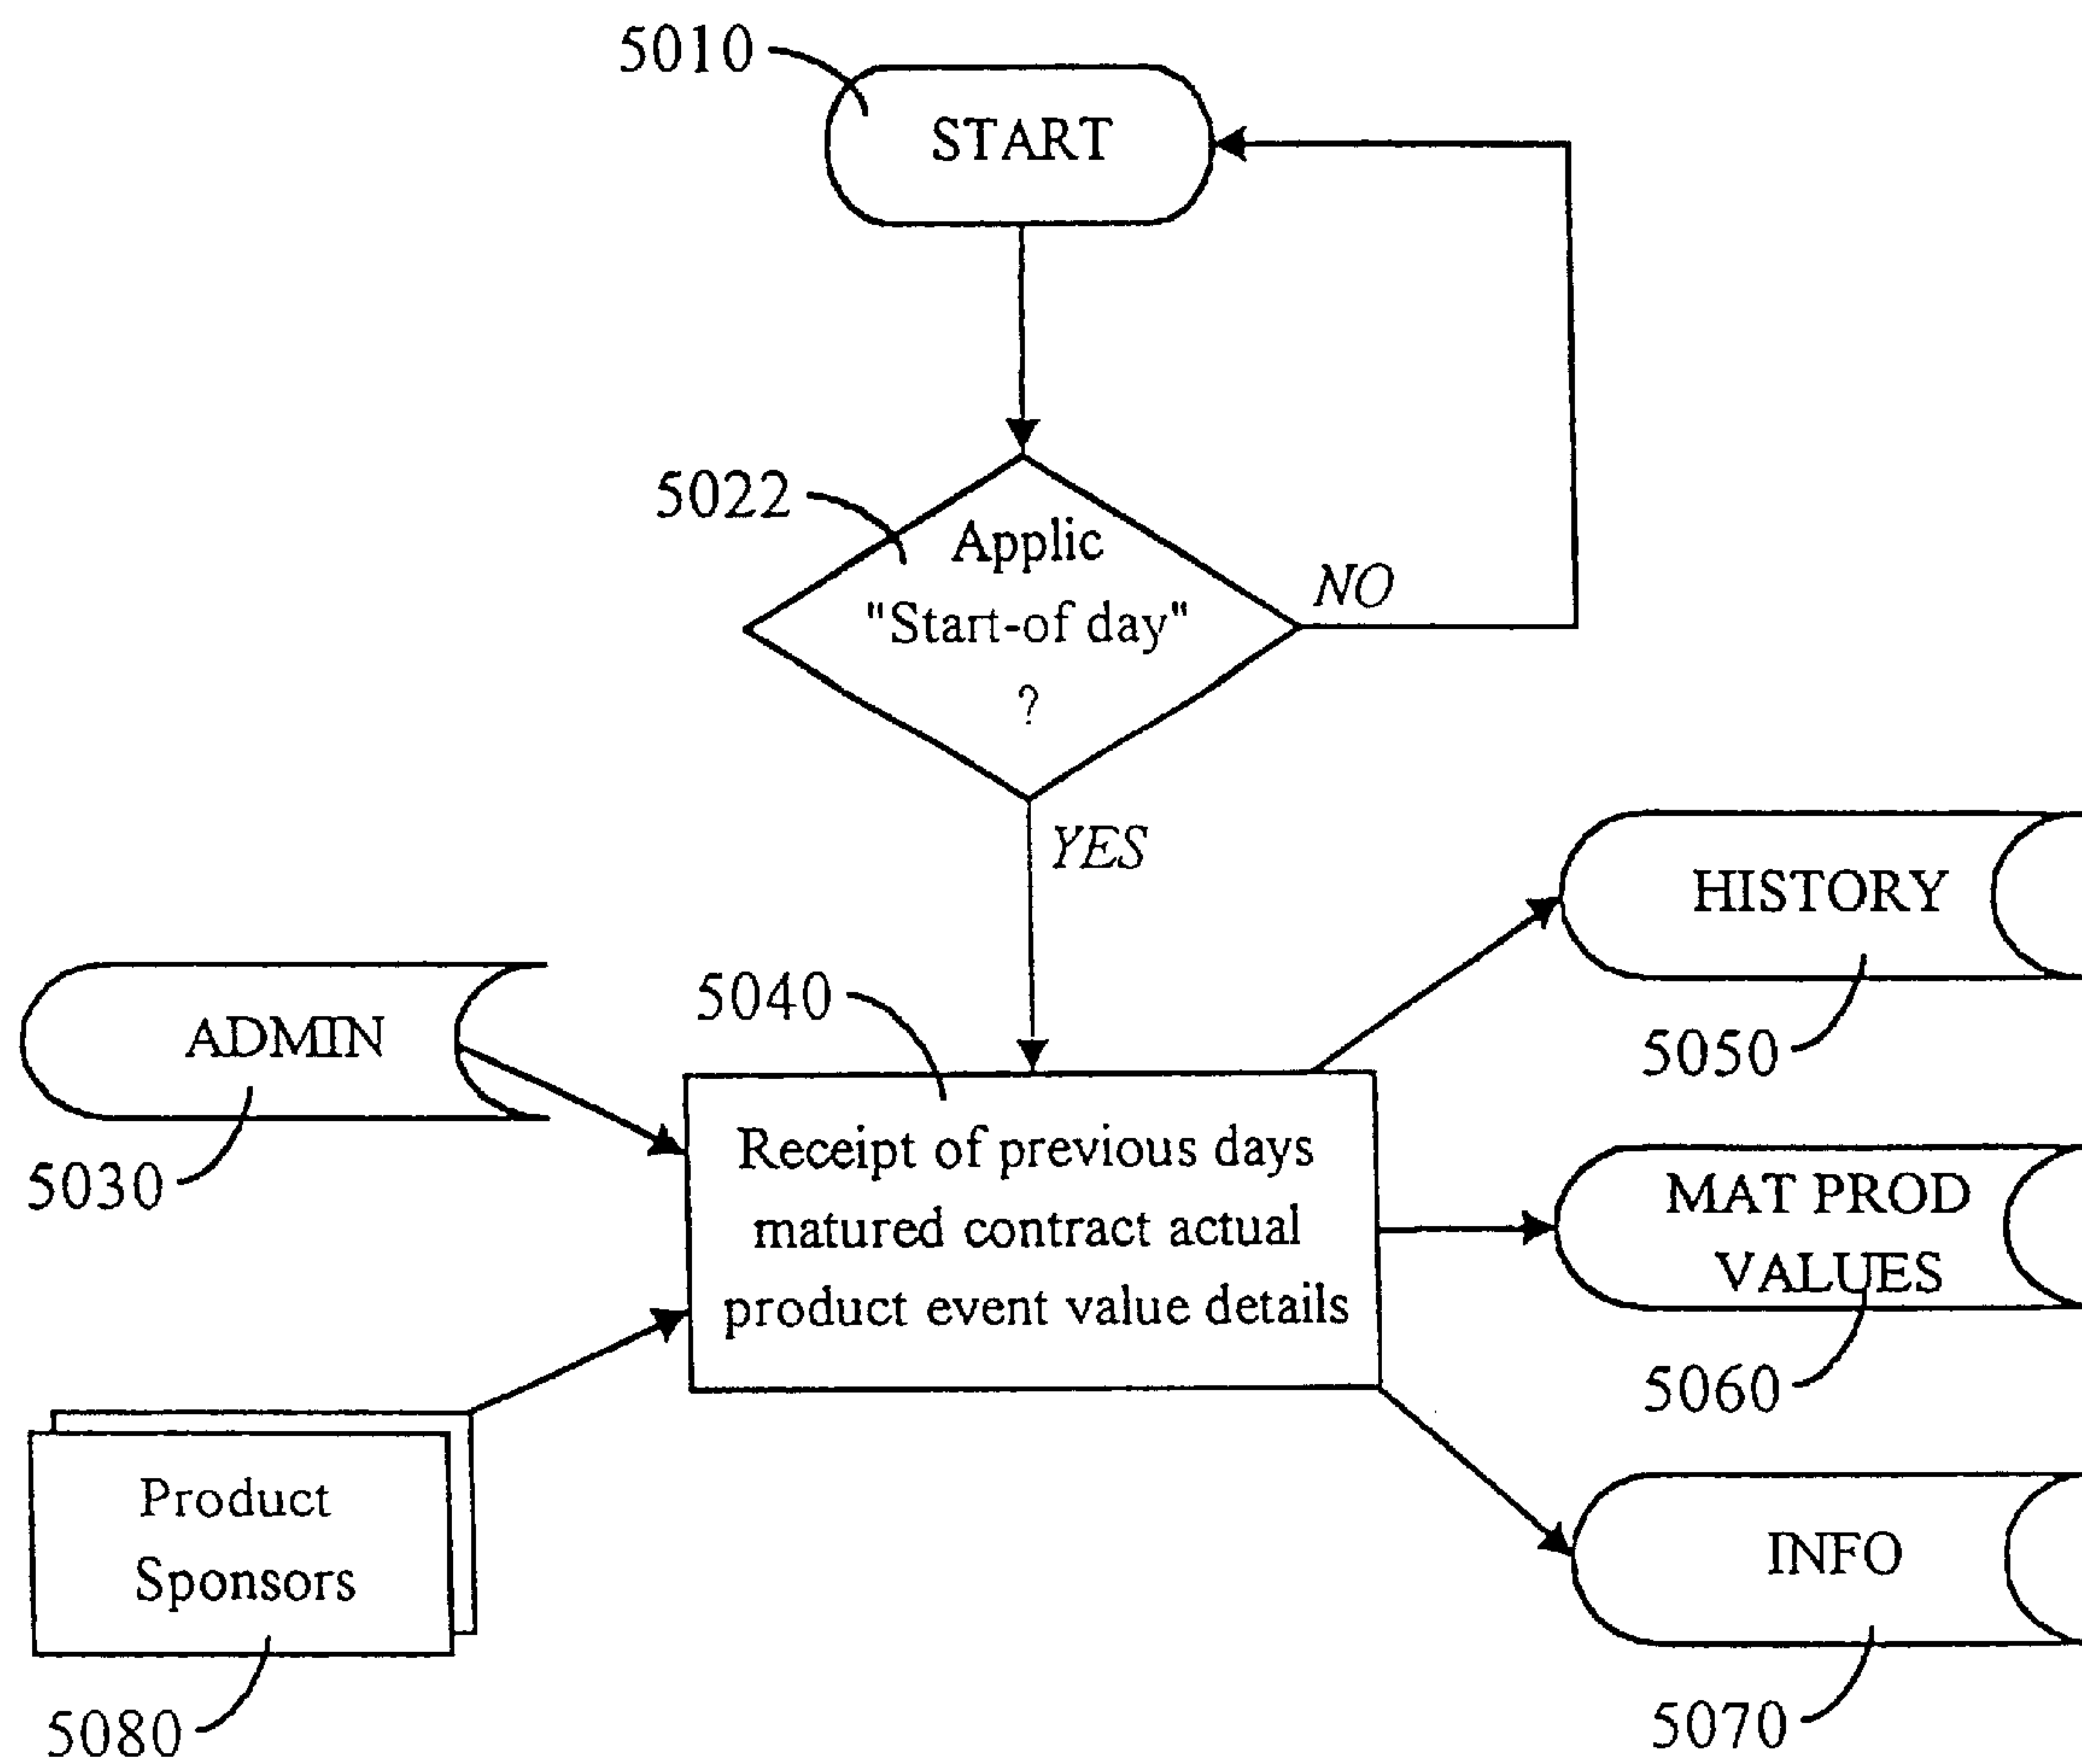 5010
START
5022
Applic
"Start-of day"
?
NO
YES
HISTORY
5050
ADMIN
5030
5040
Receipt of previous days
matured contract actual
product event value details
MAT PROD
VALUES
5060
Product
Sponsors
5080
INFO
5070